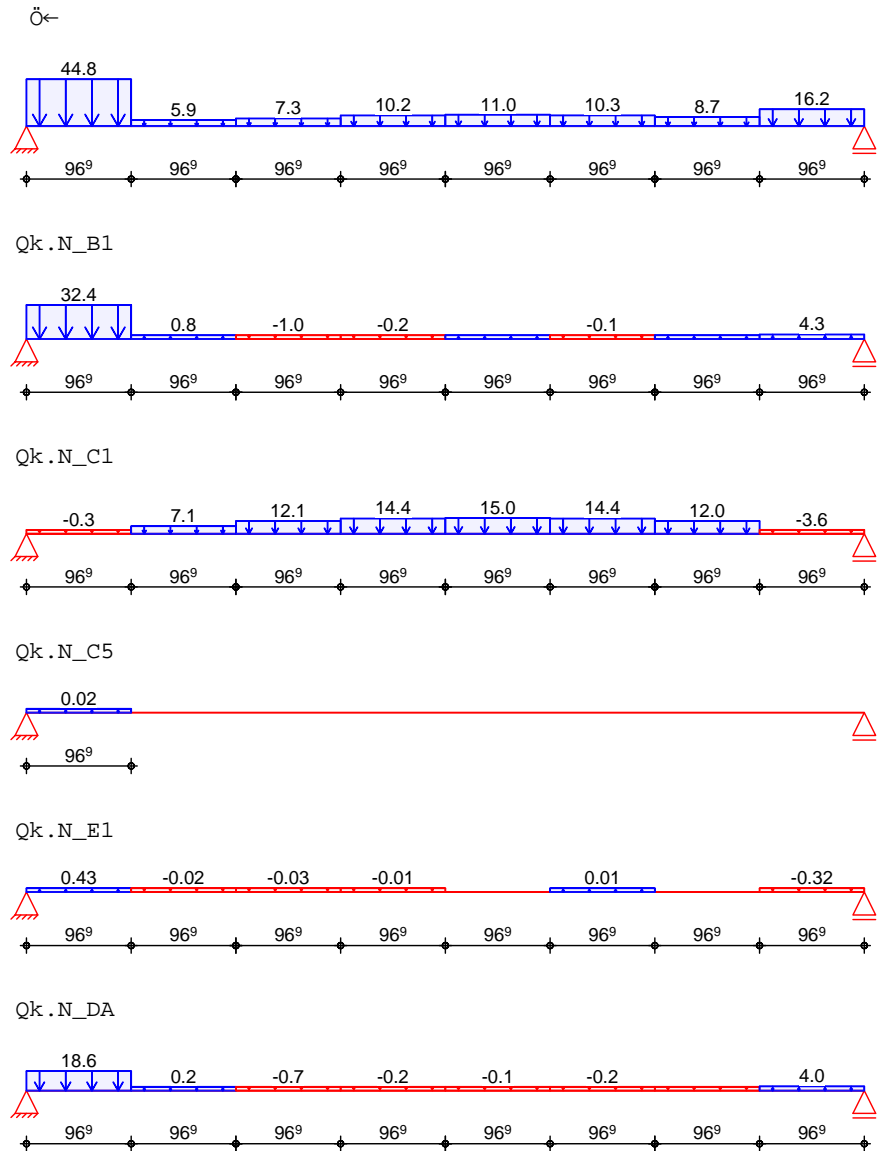 Ö←
44.8 5.9 7.3 10.2 11.0 10.3 8.7 16.2
96⁹ 96⁹ 96⁹ 96⁹ 96⁹ 96⁹ 96⁹ 96⁹
Qk.N_B1
32.4 0.8 -1.0 -0.2 -0.1 4.3
96⁹ 96⁹ 96⁹ 96⁹ 96⁹ 96⁹ 96⁹ 96⁹
Qk.N_C1
-0.3 7.1 12.1 14.4 15.0 14.4 12.0 -3.6
96⁹ 96⁹ 96⁹ 96⁹ 96⁹ 96⁹ 96⁹ 96⁹
Qk.N_C5
0.02
96⁹
Qk.N_E1
0.43 -0.02 -0.03 -0.01 0.01 -0.32
96⁹ 96⁹ 96⁹ 96⁹ 96⁹ 96⁹ 96⁹ 96⁹
Qk.N_DA
18.6 0.2 -0.7 -0.2 -0.1 -0.2 4.0
96⁹ 96⁹ 96⁹ 96⁹ 96⁹ 96⁹ 96⁹ 96⁹